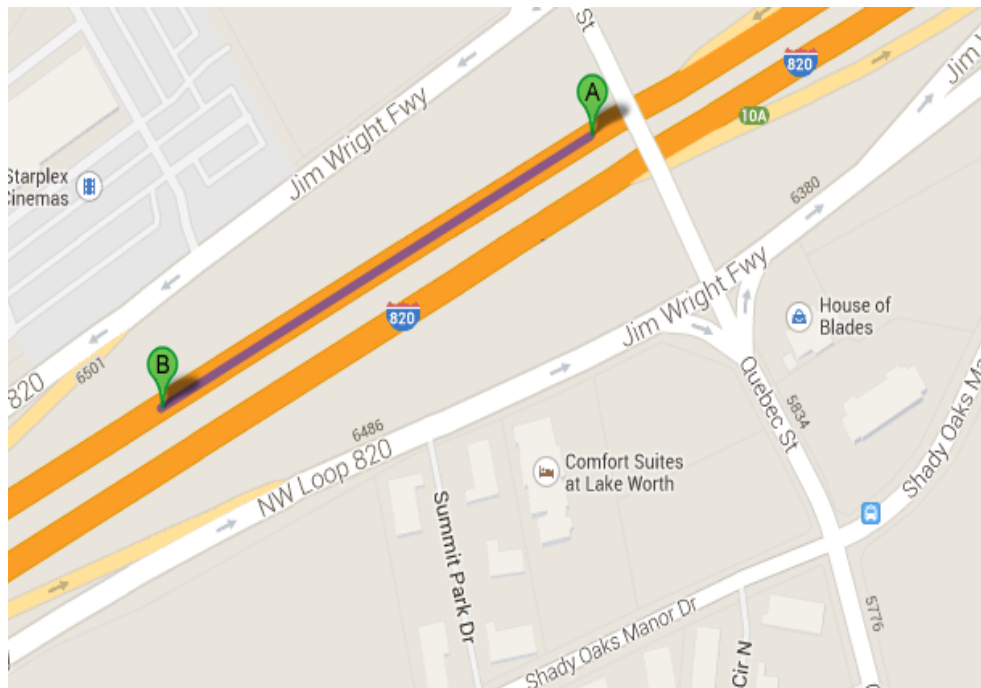 St
Jim W
820
A
10A
Jim Wright Fwy
Starplex
Cinemas
6380
820
Jim Wright Fwy
House of
Blades
B
6501
820
Quebec St
5834
6486
NW Loop 820
Comfort Suites
at Lake Worth
Shady Oaks Ma
Summit Park Dr
5776
Shady Oaks Manor Dr
Cir N